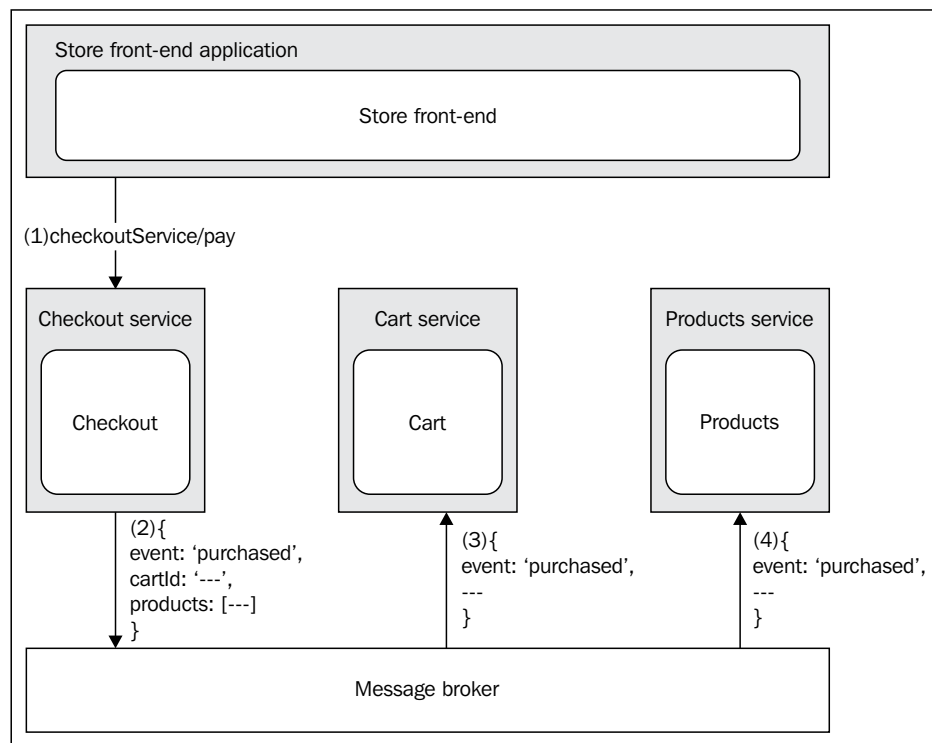 Store front-end application
Store front-end
(1)checkoutService/pay
Checkout service
Checkout
Cart service
Cart
Products service
Products
(2){
event: ‘purchased’,
cartId: ‘---’,
products: [---]
}
(3){
event: ‘purchased’,
---
}
(4){
event: ‘purchased’,
---
}
Message broker